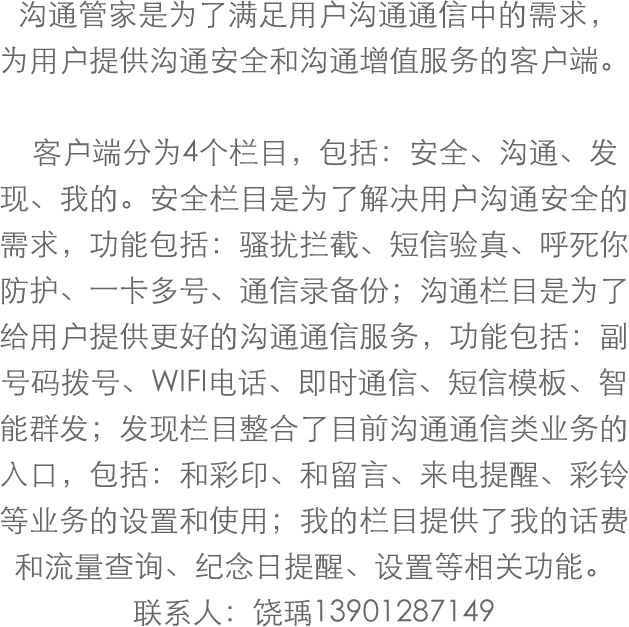 沟通管家是为了满足用户沟通通信中的需求，
为用户提供沟通安全和沟通增值服务的客户端。
客户端分为4个栏目，包括：安全、沟通、发
现、我的。安全栏目是为了解决用户沟通安全的
需求，功能包括：骚扰拦截、短信验真、呼死你
防护、一卡多号、通信录备份；沟通栏目是为了
给用户提供更好的沟通通信服务，功能包括：副
号码拨号、WIFI电话、即时通信、短信模板、智
能群发；发现栏目整合了目前沟通通信类业务的
入口，包括：和彩印、和留言、来电提醒、彩铃
等业务的设置和使用；我的栏目提供了我的话费
和流量查询、纪念日提醒、设置等相关功能。
联系人：饶瑀13901287149